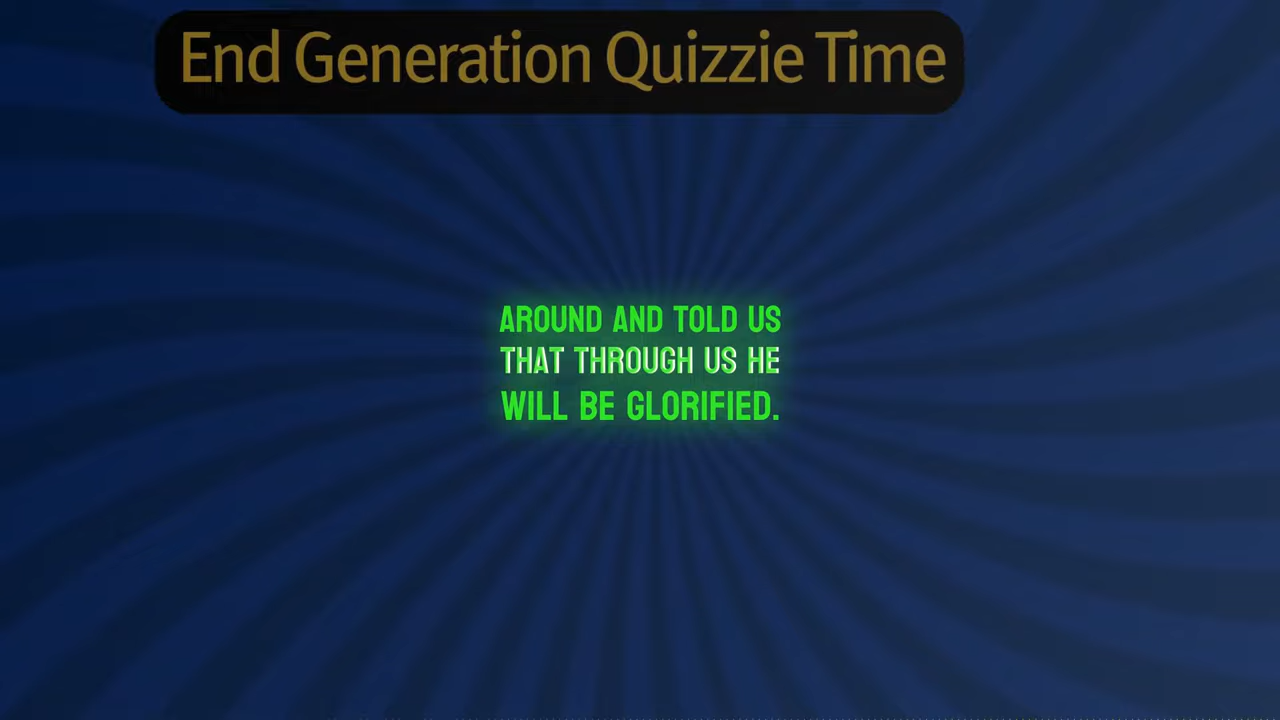 End Generation Quizzie Time
AROUND AND TOLD US
THAT THROUGH US HE
WILL BE GLORIFIED.